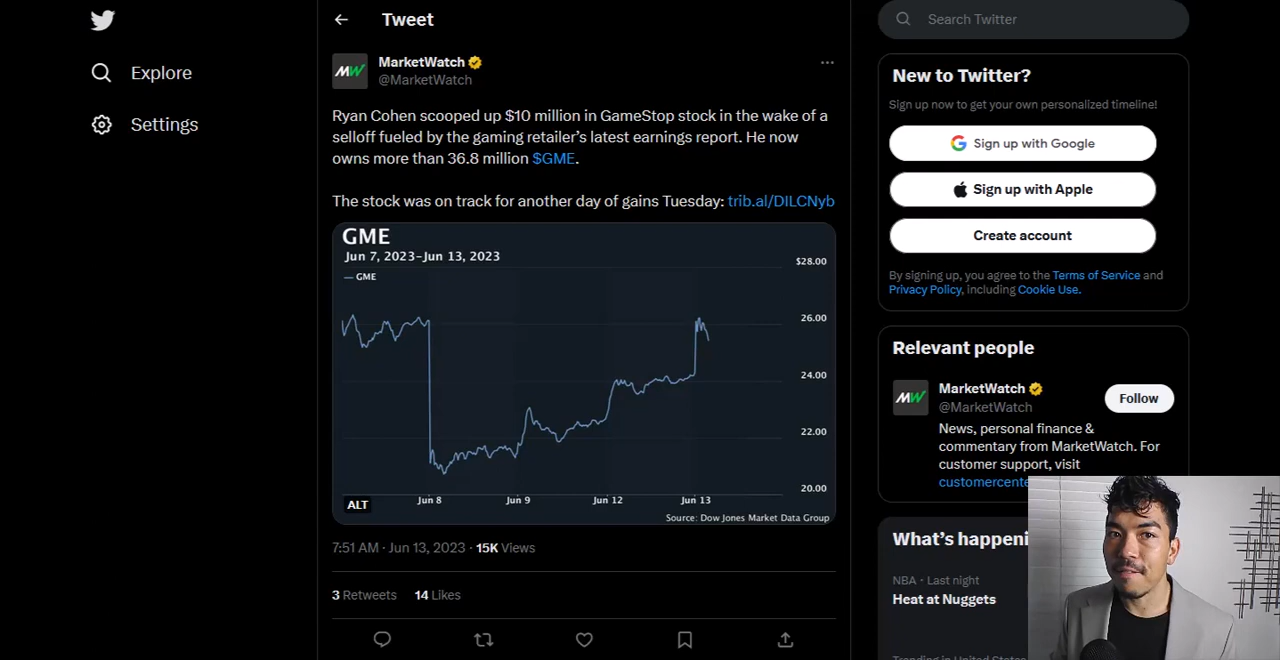 Explore
Settings
Tweet
MW
MarketWatch
@MarketWatch
Ryan Cohen scooped up $10 million in GameStop stock in the wake of a
selloff fueled by the gaming retailer's latest earnings report. He now
owns more than 36.8 million $GME.
The stock was on track for another day of gains Tuesday: trib.al/DILCNyb
GME
Jun 7, 2023–Jun 13, 2023
— GME
$28.00
26.00
24.00
22.00
20.00
ALT
Jun 8
Jun 9
Jun 12
Jun 13
Source: Dow Jones Market Data Group
7:51 AM · Jun 13, 2023 · 15K Views
3 Retweets 14 Likes
Search Twitter
New to Twitter?
Sign up now to get your own personalized timeline!
Sign up with Google
Sign up with Apple
Create account
By signing up, you agree to the Terms of Service and
Privacy Policy, including Cookie Use.
Relevant people
MW
MarketWatch
@MarketWatch
Follow
News, personal finance &
commentary from MarketWatch. For
customer support, visit
customercente
What's happeni
NBA · Last night
Heat at Nuggets
Trending in United States